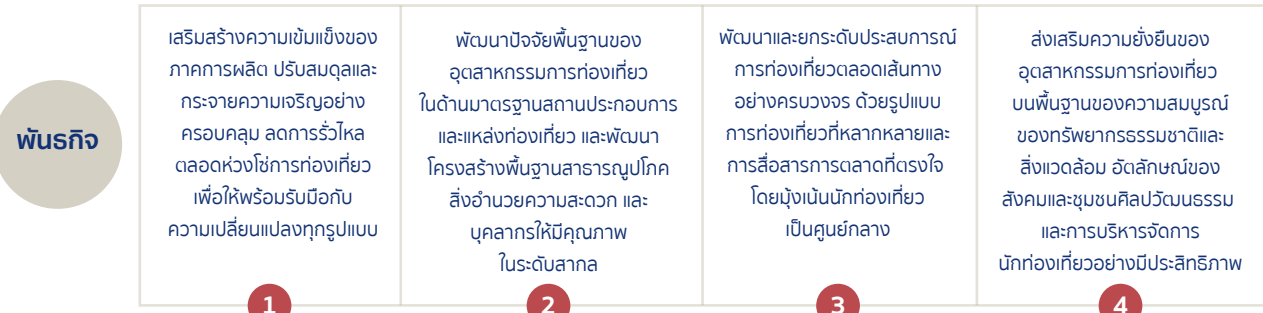 พันธกิจ
เสริมสร้างความเข้มแข็งของ
ภาคการผลิต ปรับสมดุลและ
กระจายความเจริญอย่าง
ครอบคลุม ลดการรั่วไหล
ตลอดห่วงโซ่การท่องเที่ยว
เพื่อให้พร้อมรับมือกับ
ความเปลี่ยนแปลงทุกรูปแบบ
1
พัฒนาปัจจัยพื้นฐานของ
อุตสาหกรรมการท่องเที่ยว
ในด้านมาตรฐานสถานประกอบการ
และแหล่งท่องเที่ยว และพัฒนา
โครงสร้างพื้นฐานสาธารณูปโภค
สิ่งอำนวยความสะดวก และ
บุคลากรให้มีคุณภาพ
ในระดับสากล
2
พัฒนาและยกระดับประสบการณ์
การท่องเที่ยวตลอดเส้นทาง
อย่างครบวงจร ด้วยรูปแบบ
การท่องเที่ยวที่หลากหลายและ
การสื่อสารการตลาดที่ตรงใจ
โดยมุ้งเน้นนักท่องเที่ยว
เป็นศูนย์กลาง
3
ส่งเสริมความยั่งยืนของ
อุตสาหกรรมการท่องเที่ยว
บนพื้นฐานของความสมบูรณ์
ของทรัพยากรธรรมชาติและ
สิ่งแวดล้อม อัตลักษณ์ของ
สังคมและชุมชนศิลปวัฒนธรรม
และการบริหารจัดการ
นักท่องเที่ยวอย่างมีประสิทธิภาพ
4